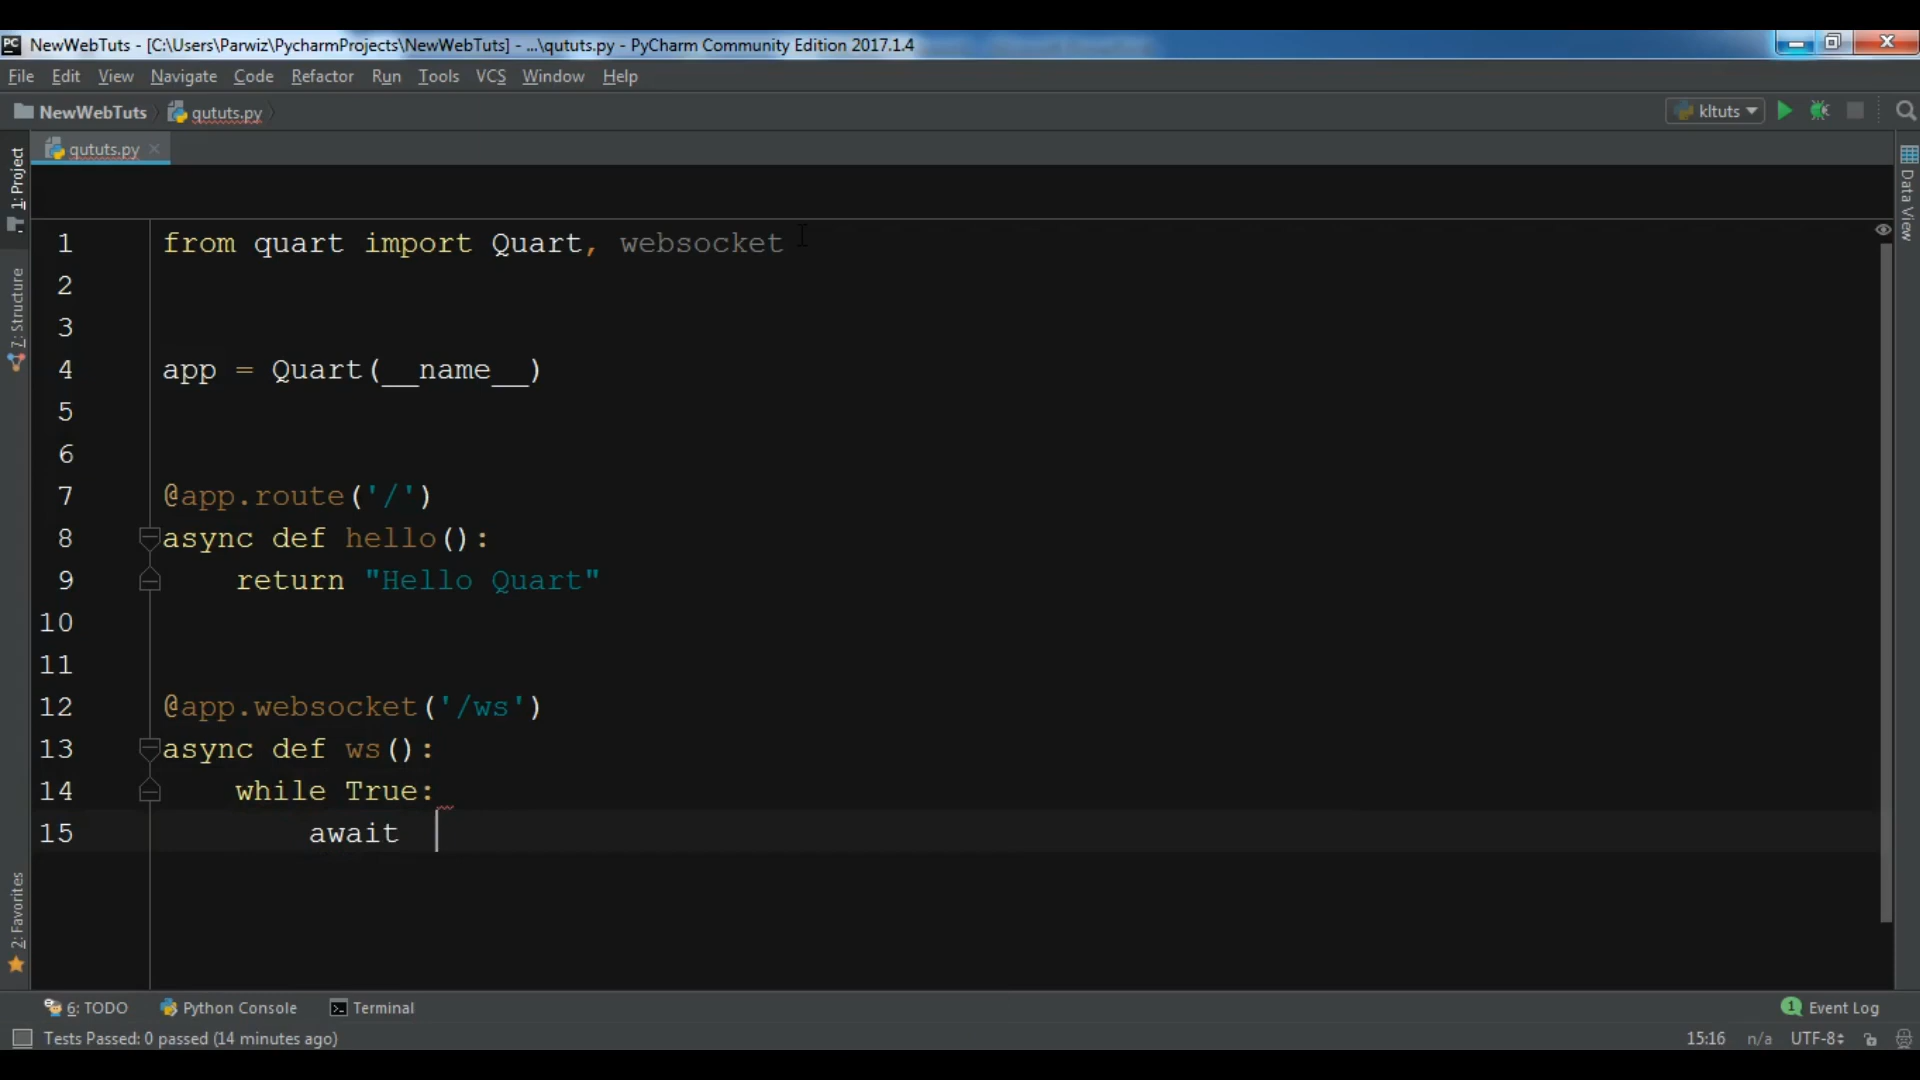 NewWebTuts - [C:\Users\Parwiz\PycharmProjects\NewWebTuts] - ...\qututs.py - PyCharm Community Edition 2017.1.4
File Edit View Navigate Code Refactor Run Tools VCS Window Help
NewWebTuts qututs.py kltuts
qututs.py
1: Project
7: Structure
2: Favorites
Data View
1 from quart import Quart, websocket
2
3
4 app = Quart(__name__)
5
6
7 @app.route('/')
8 async def hello():
9     return "Hello Quart"
10
11
12 @app.websocket('/ws')
13 async def ws():
14     while True:
15         await
6: TODO Python Console Terminal 1 Event Log
Tests Passed: 0 passed (14 minutes ago) 15:16 n/a UTF-8